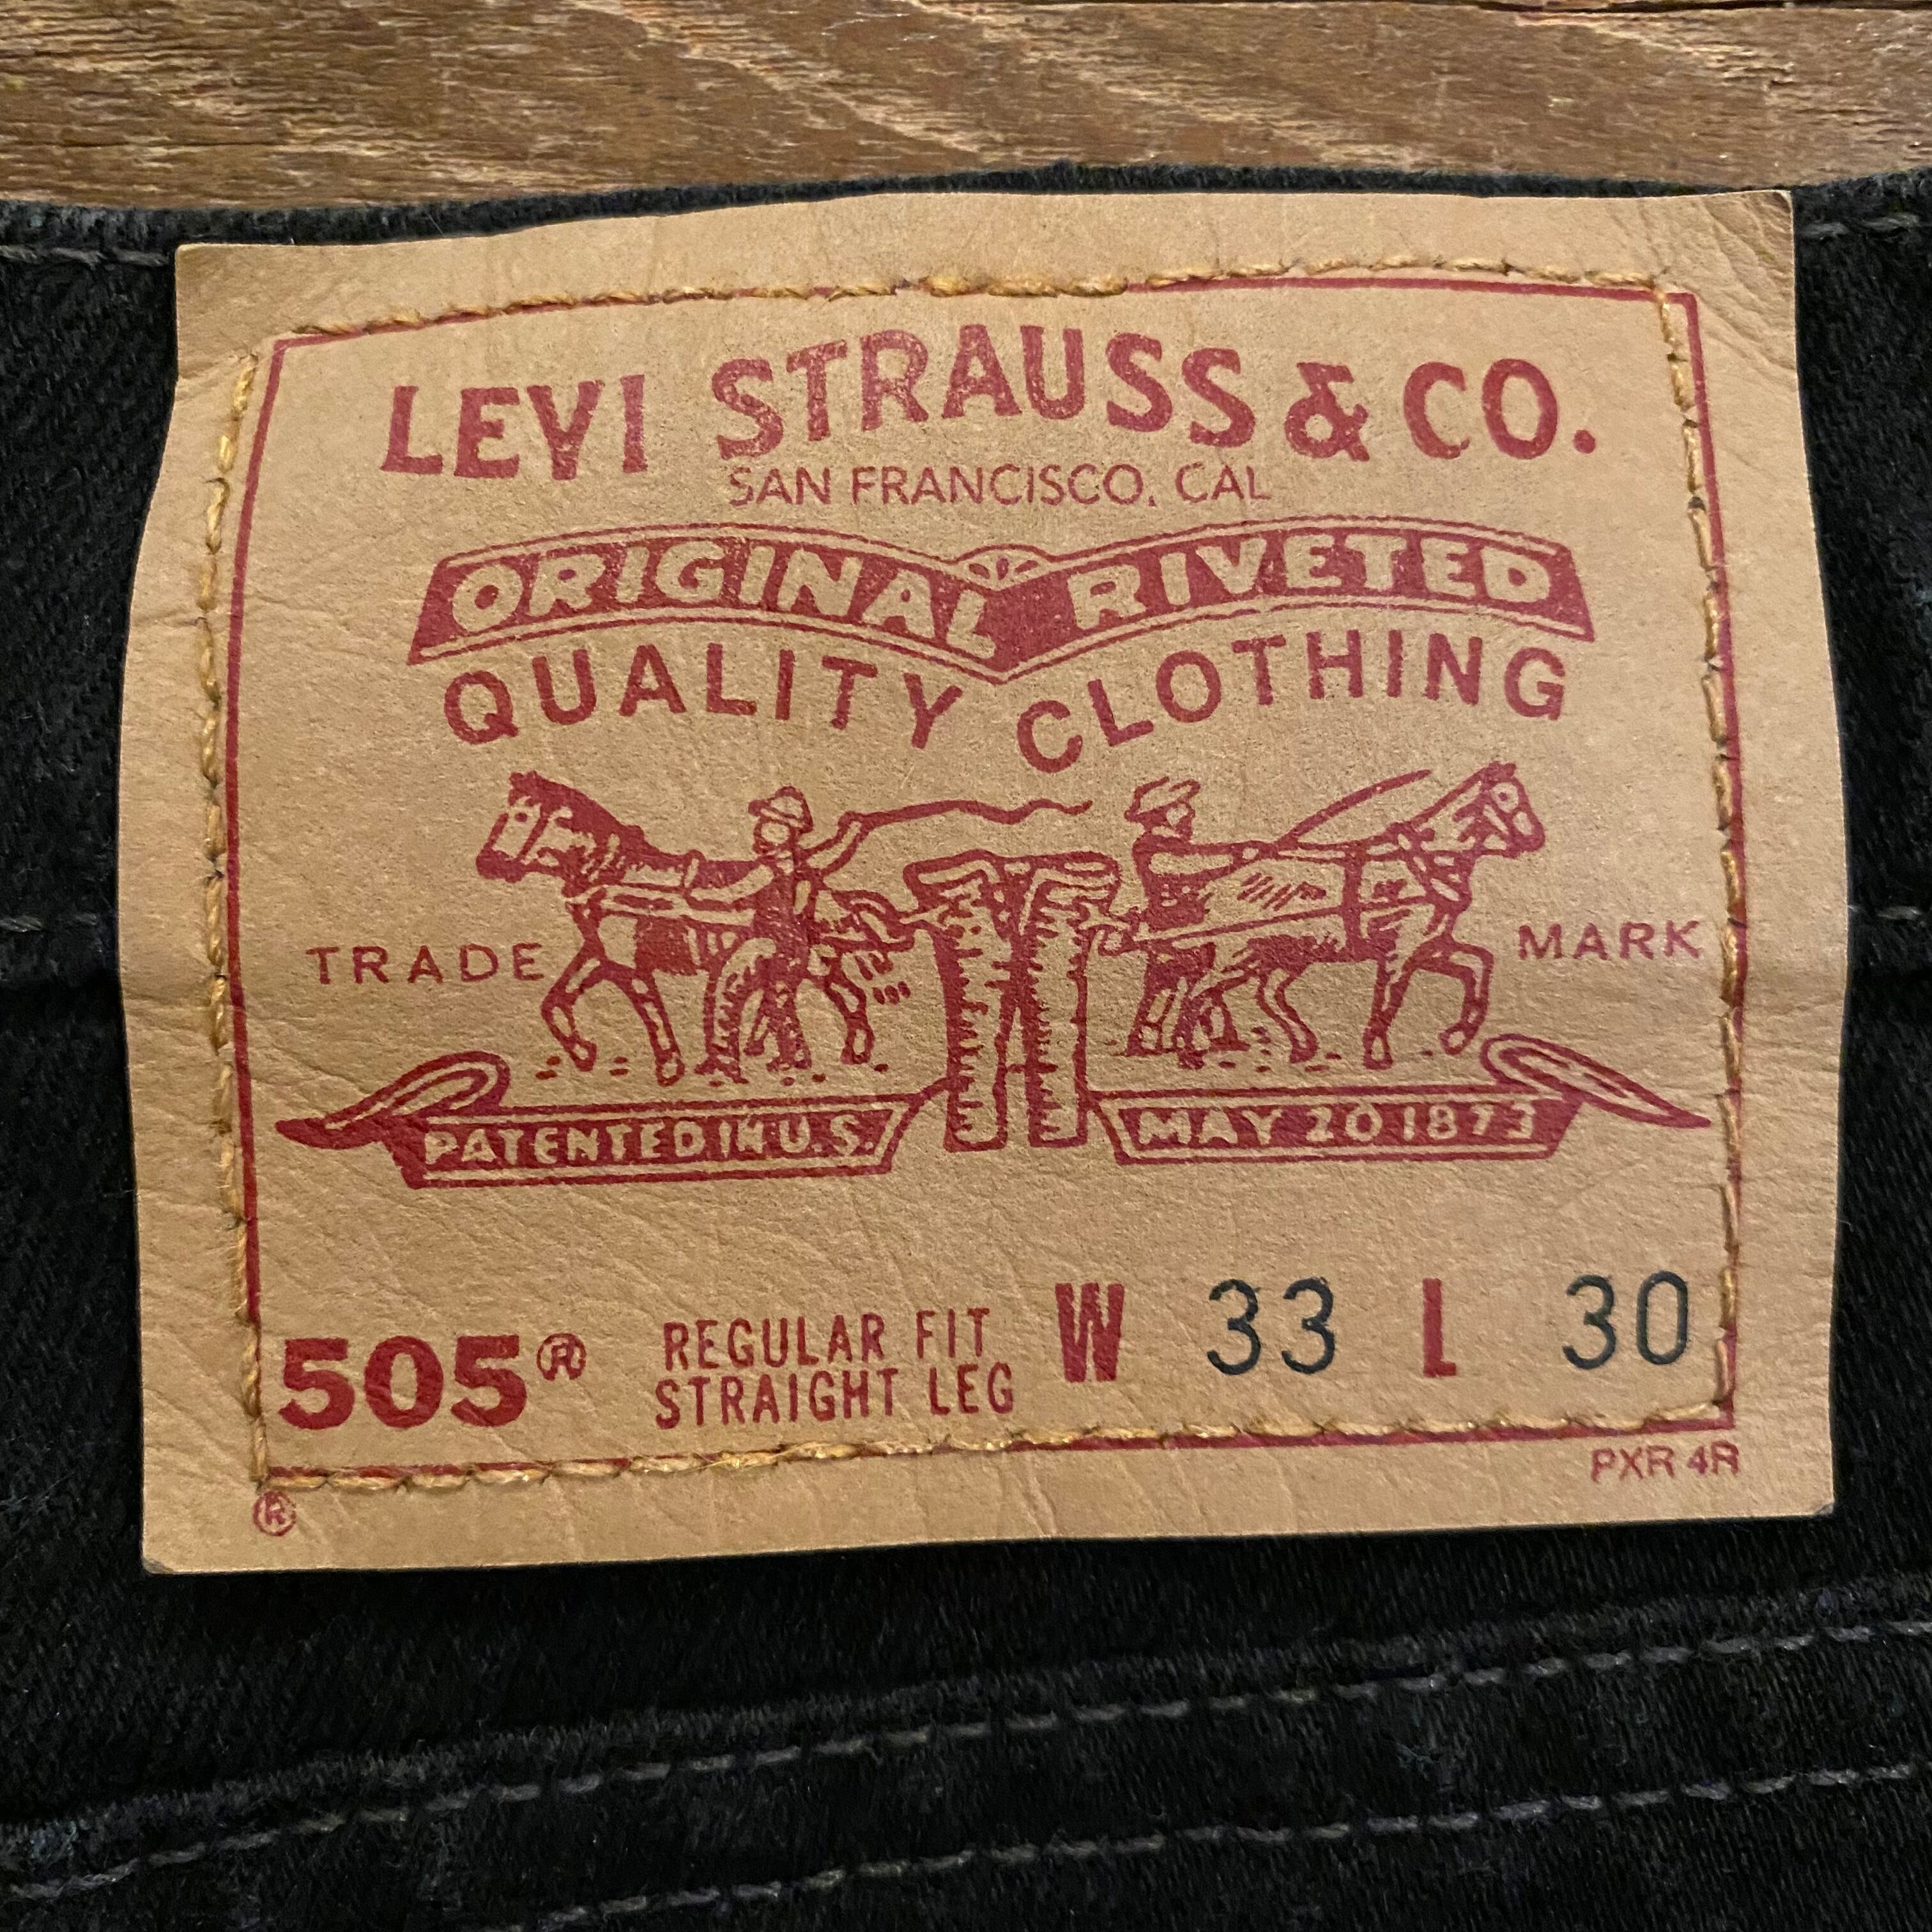 LEVI STRAUSS & CO.
SAN FRANCISCO, CAL
ORIGINAL RIVETED
QUALITY CLOTHING
TRADE MARK
PATENTED IN U.S. MAY 20 1873
505® REGULAR FIT W 33 L 30
STRAIGHT LEG
PXR 4R
®